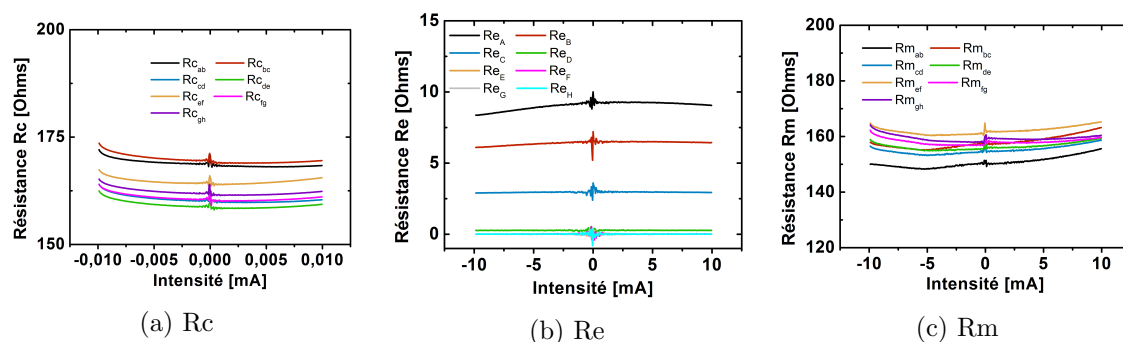 Résistance Rc [Ohms]
200
175
150
Rc_ab Rc_bc
Rc_cd Rc_de
Rc_ef Rc_fg
Rc_gh
-0,010 -0,005 0,000 0,005 0,010
Intensité [mA]
(a) Rc
Résistance Re [Ohms]
15
10
5
0
Re_A Re_B
Re_C Re_D
Re_E Re_F
Re_G Re_H
-10 -5 0 5 10
Intensité [mA]
(b) Re
Résistance Rm [Ohms]
200
180
160
140
120
Rm_ab Rm_bc
Rm_cd Rm_de
Rm_ef Rm_fg
Rm_gh
-10 -5 0 5 10
Intensité [mA]
(c) Rm